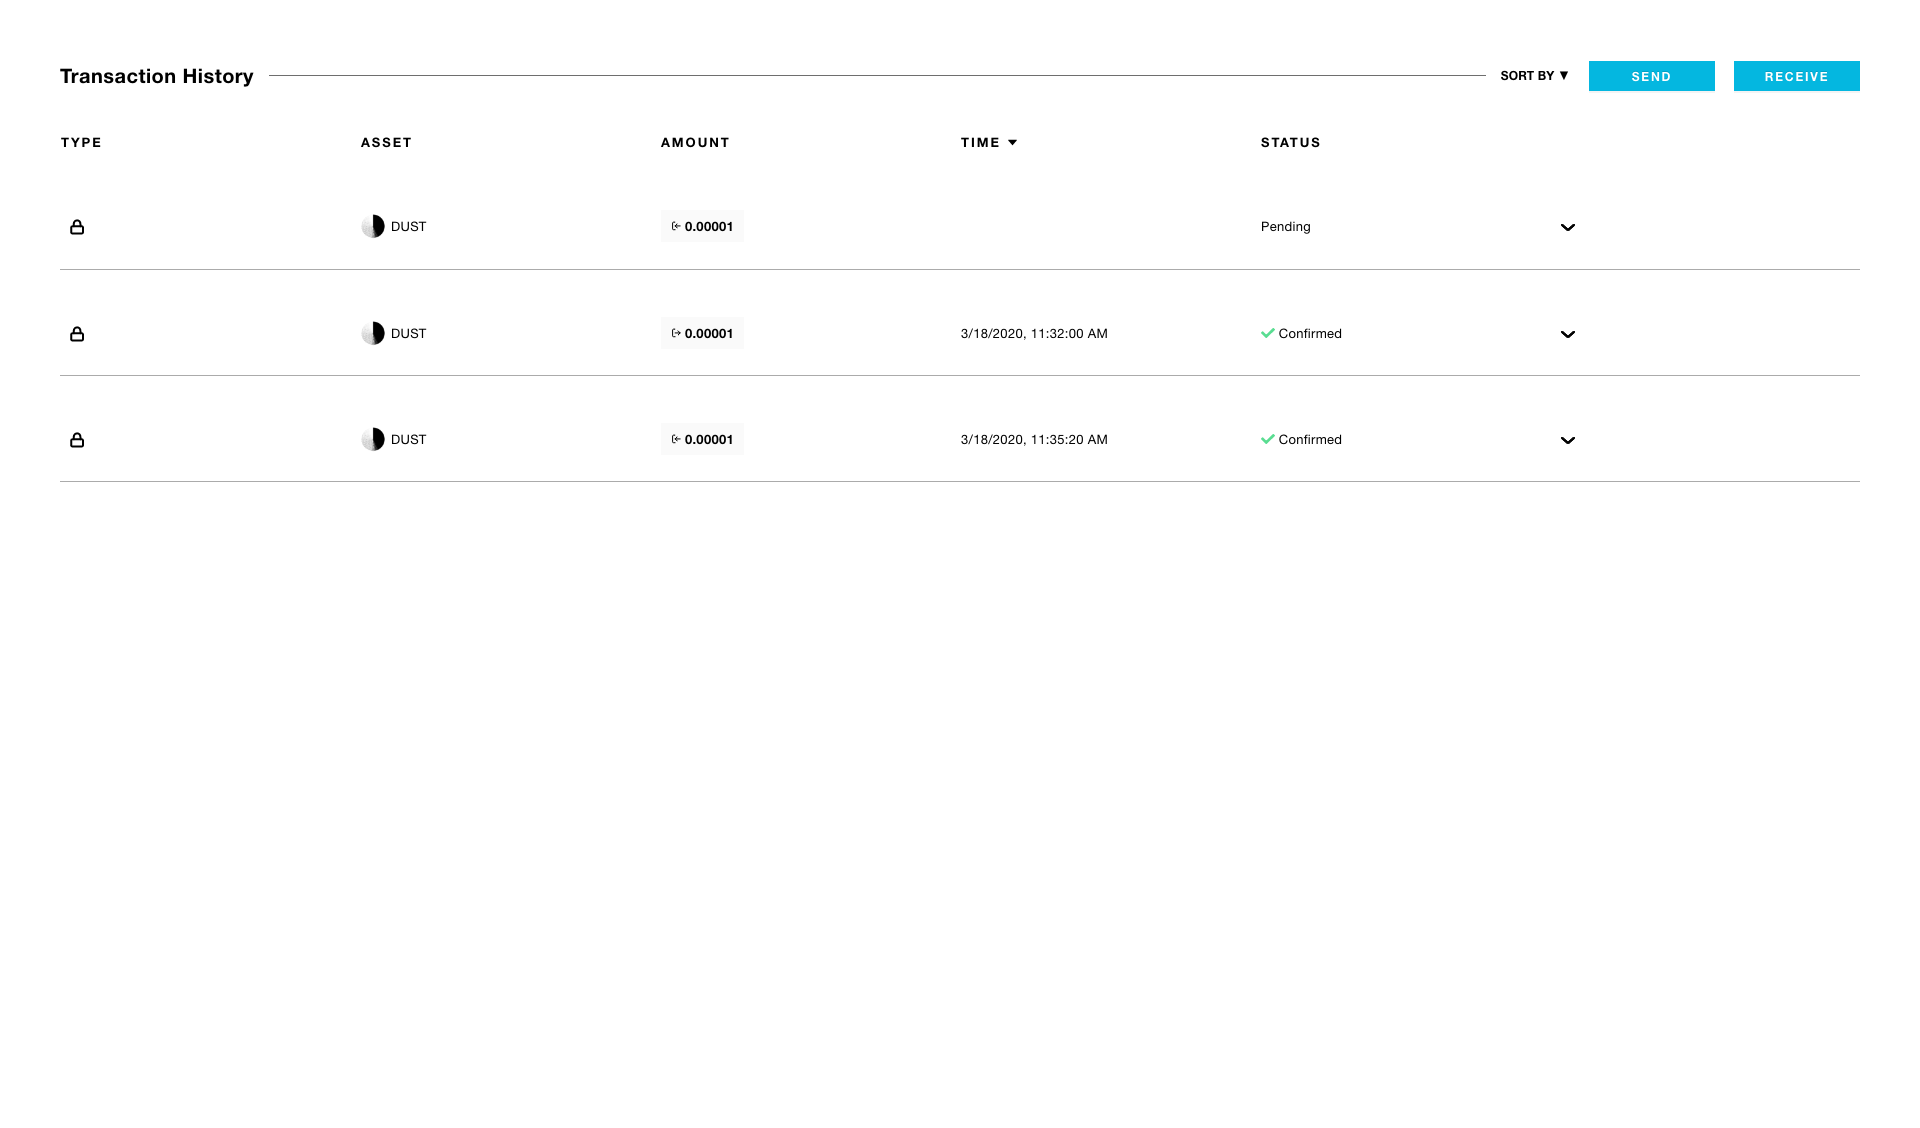 Transaction History SORT BY ▼ SEND RECEIVE
TYPE ASSET AMOUNT TIME STATUS
DUST 0.00001 Pending
DUST 0.00001 3/18/2020, 11:32:00 AM Confirmed
DUST 0.00001 3/18/2020, 11:35:20 AM Confirmed